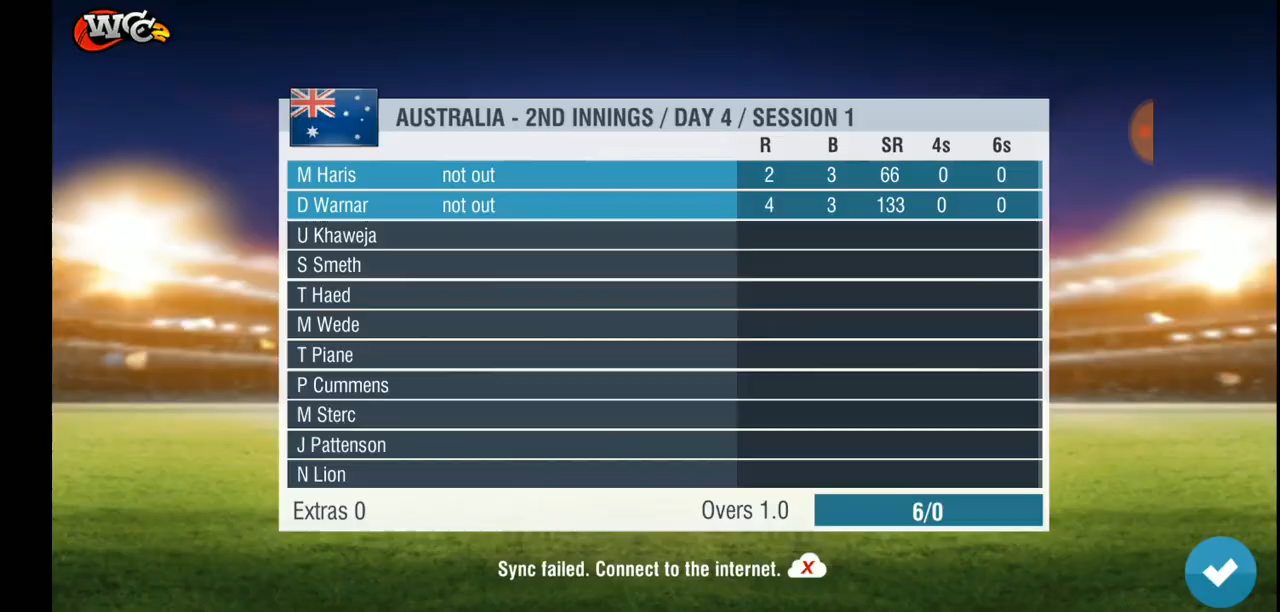 WCC
AUSTRALIA - 2ND INNINGS / DAY 4 / SESSION 1
R B SR 4s 6s
M Haris not out 2 3 66 0 0
D Warnar not out 4 3 133 0 0
U Khaweja
S Smeth
T Haed
M Wede
T Piane
P Cummens
M Sterc
J Pattenson
N Lion
Extras 0 Overs 1.0 6/0
Sync failed. Connect to the internet. X